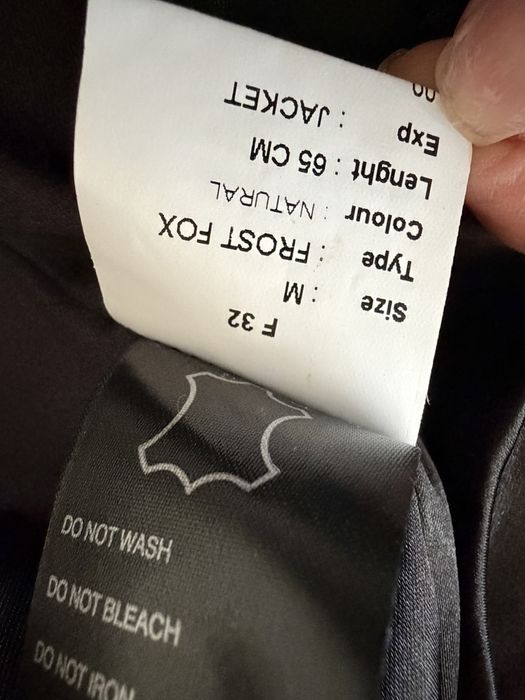 F 32
Size : M
Type : FROST FOX
Colour : NATURAL
Lenght : 65 CM
Exp : JACKET
DO NOT WASH
DO NOT BLEACH
DO NOT IRON